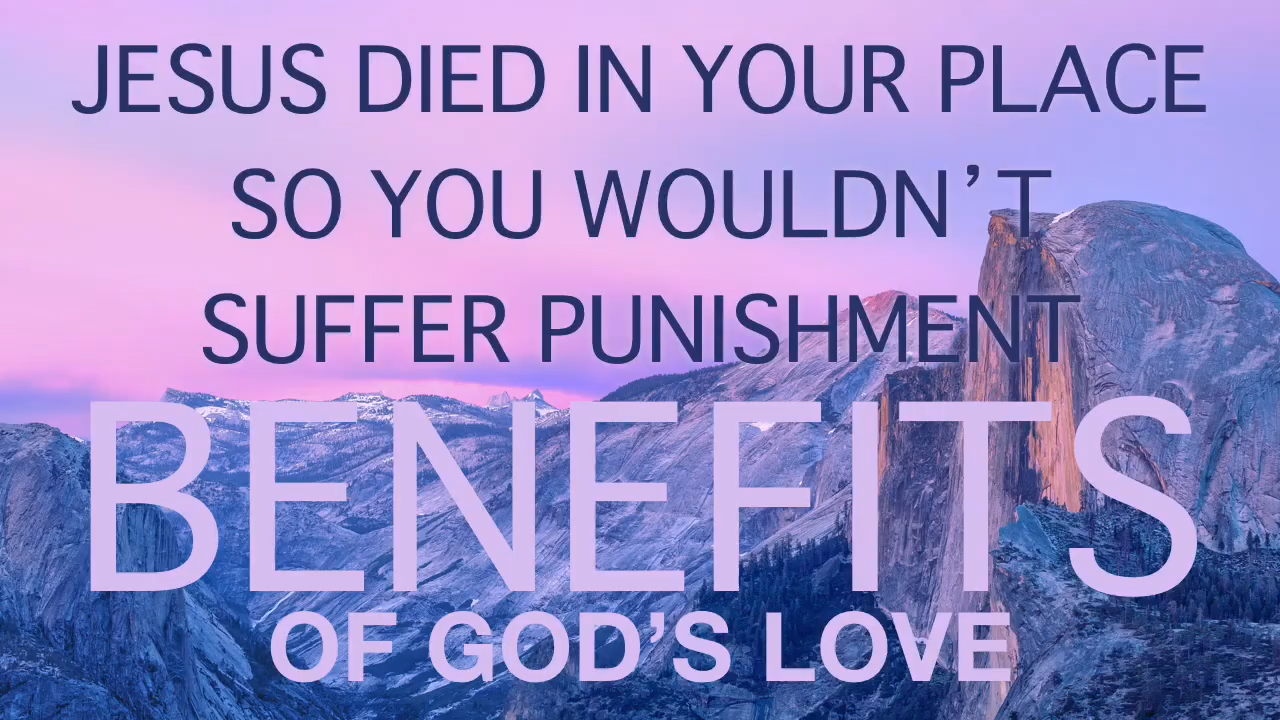 JESUS DIED IN YOUR PLACE
SO YOU WOULDN’T
SUFFER PUNISHMENT
BENEFITS
OF GOD’S LOVE